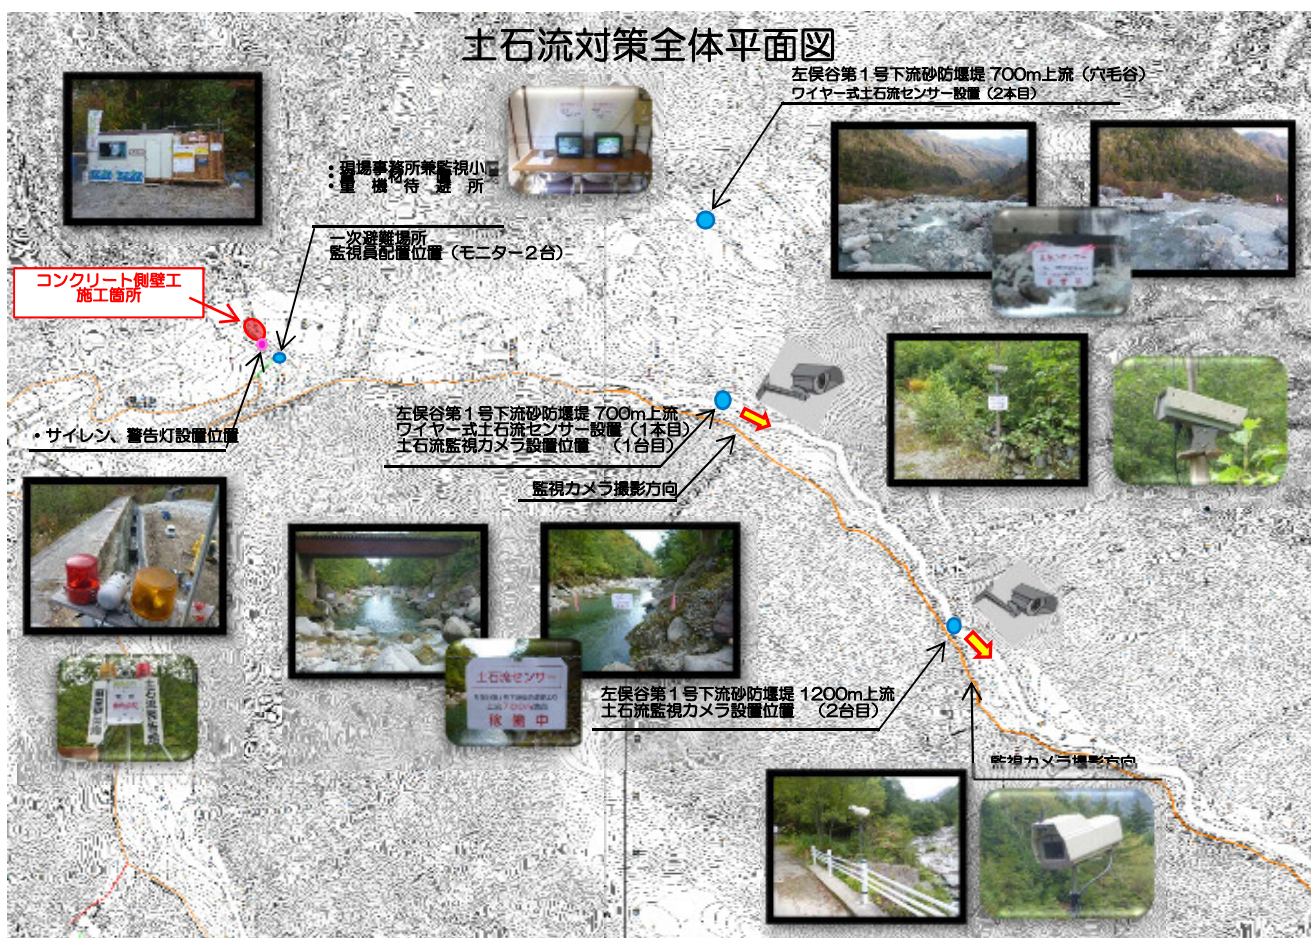 土石流対策全体平面図
左俣谷第1号下流砂防堰堤 700m上流（穴毛谷）
ワイヤー式土石流センサー設置（2本目）
・現場事務所兼監視小
・重 機 待 避 所
一次避難場所
監視員配置位置（モニター２台）
コンクリート側壁工
施工箇所
・サイレン、警告灯設置位置
左俣谷第１号下流砂防堰堤 700m上流
ワイヤー式土石流センサー設置（1本目）
土石流監視カメラ設置位置　（1台目）
監視カメラ撮影方向
土石流センサー
稼 働 中
左俣谷第１号下流砂防堰堤 1200m上流
土石流監視カメラ設置位置　（2台目）
監視カメラ撮影方向